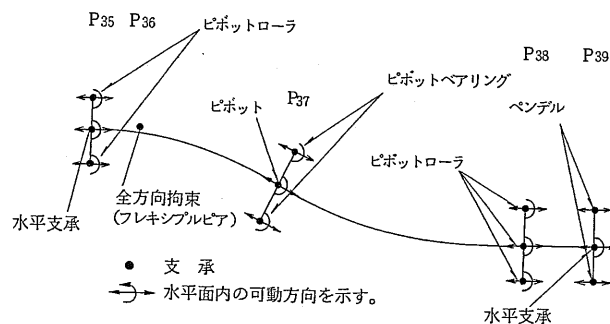 P35 P36
ピボットローラ
ピボット
P37
ピボットベアリング
P38 P39
ペンデル
ピボットローラ
全方向拘束
(フレキシプルピア)
水平支承
水平支承
支 承
水平面内の可動方向を示す。